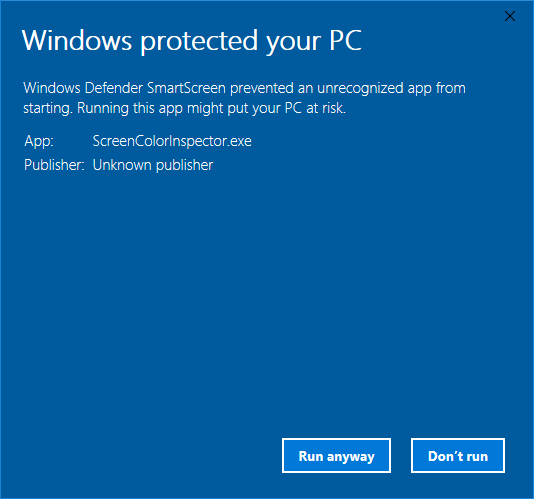 Windows protected your PC
Windows Defender SmartScreen prevented an unrecognized app from
starting. Running this app might put your PC at risk.
App: ScreenColorInspector.exe
Publisher: Unknown publisher
Run anyway Don’t run